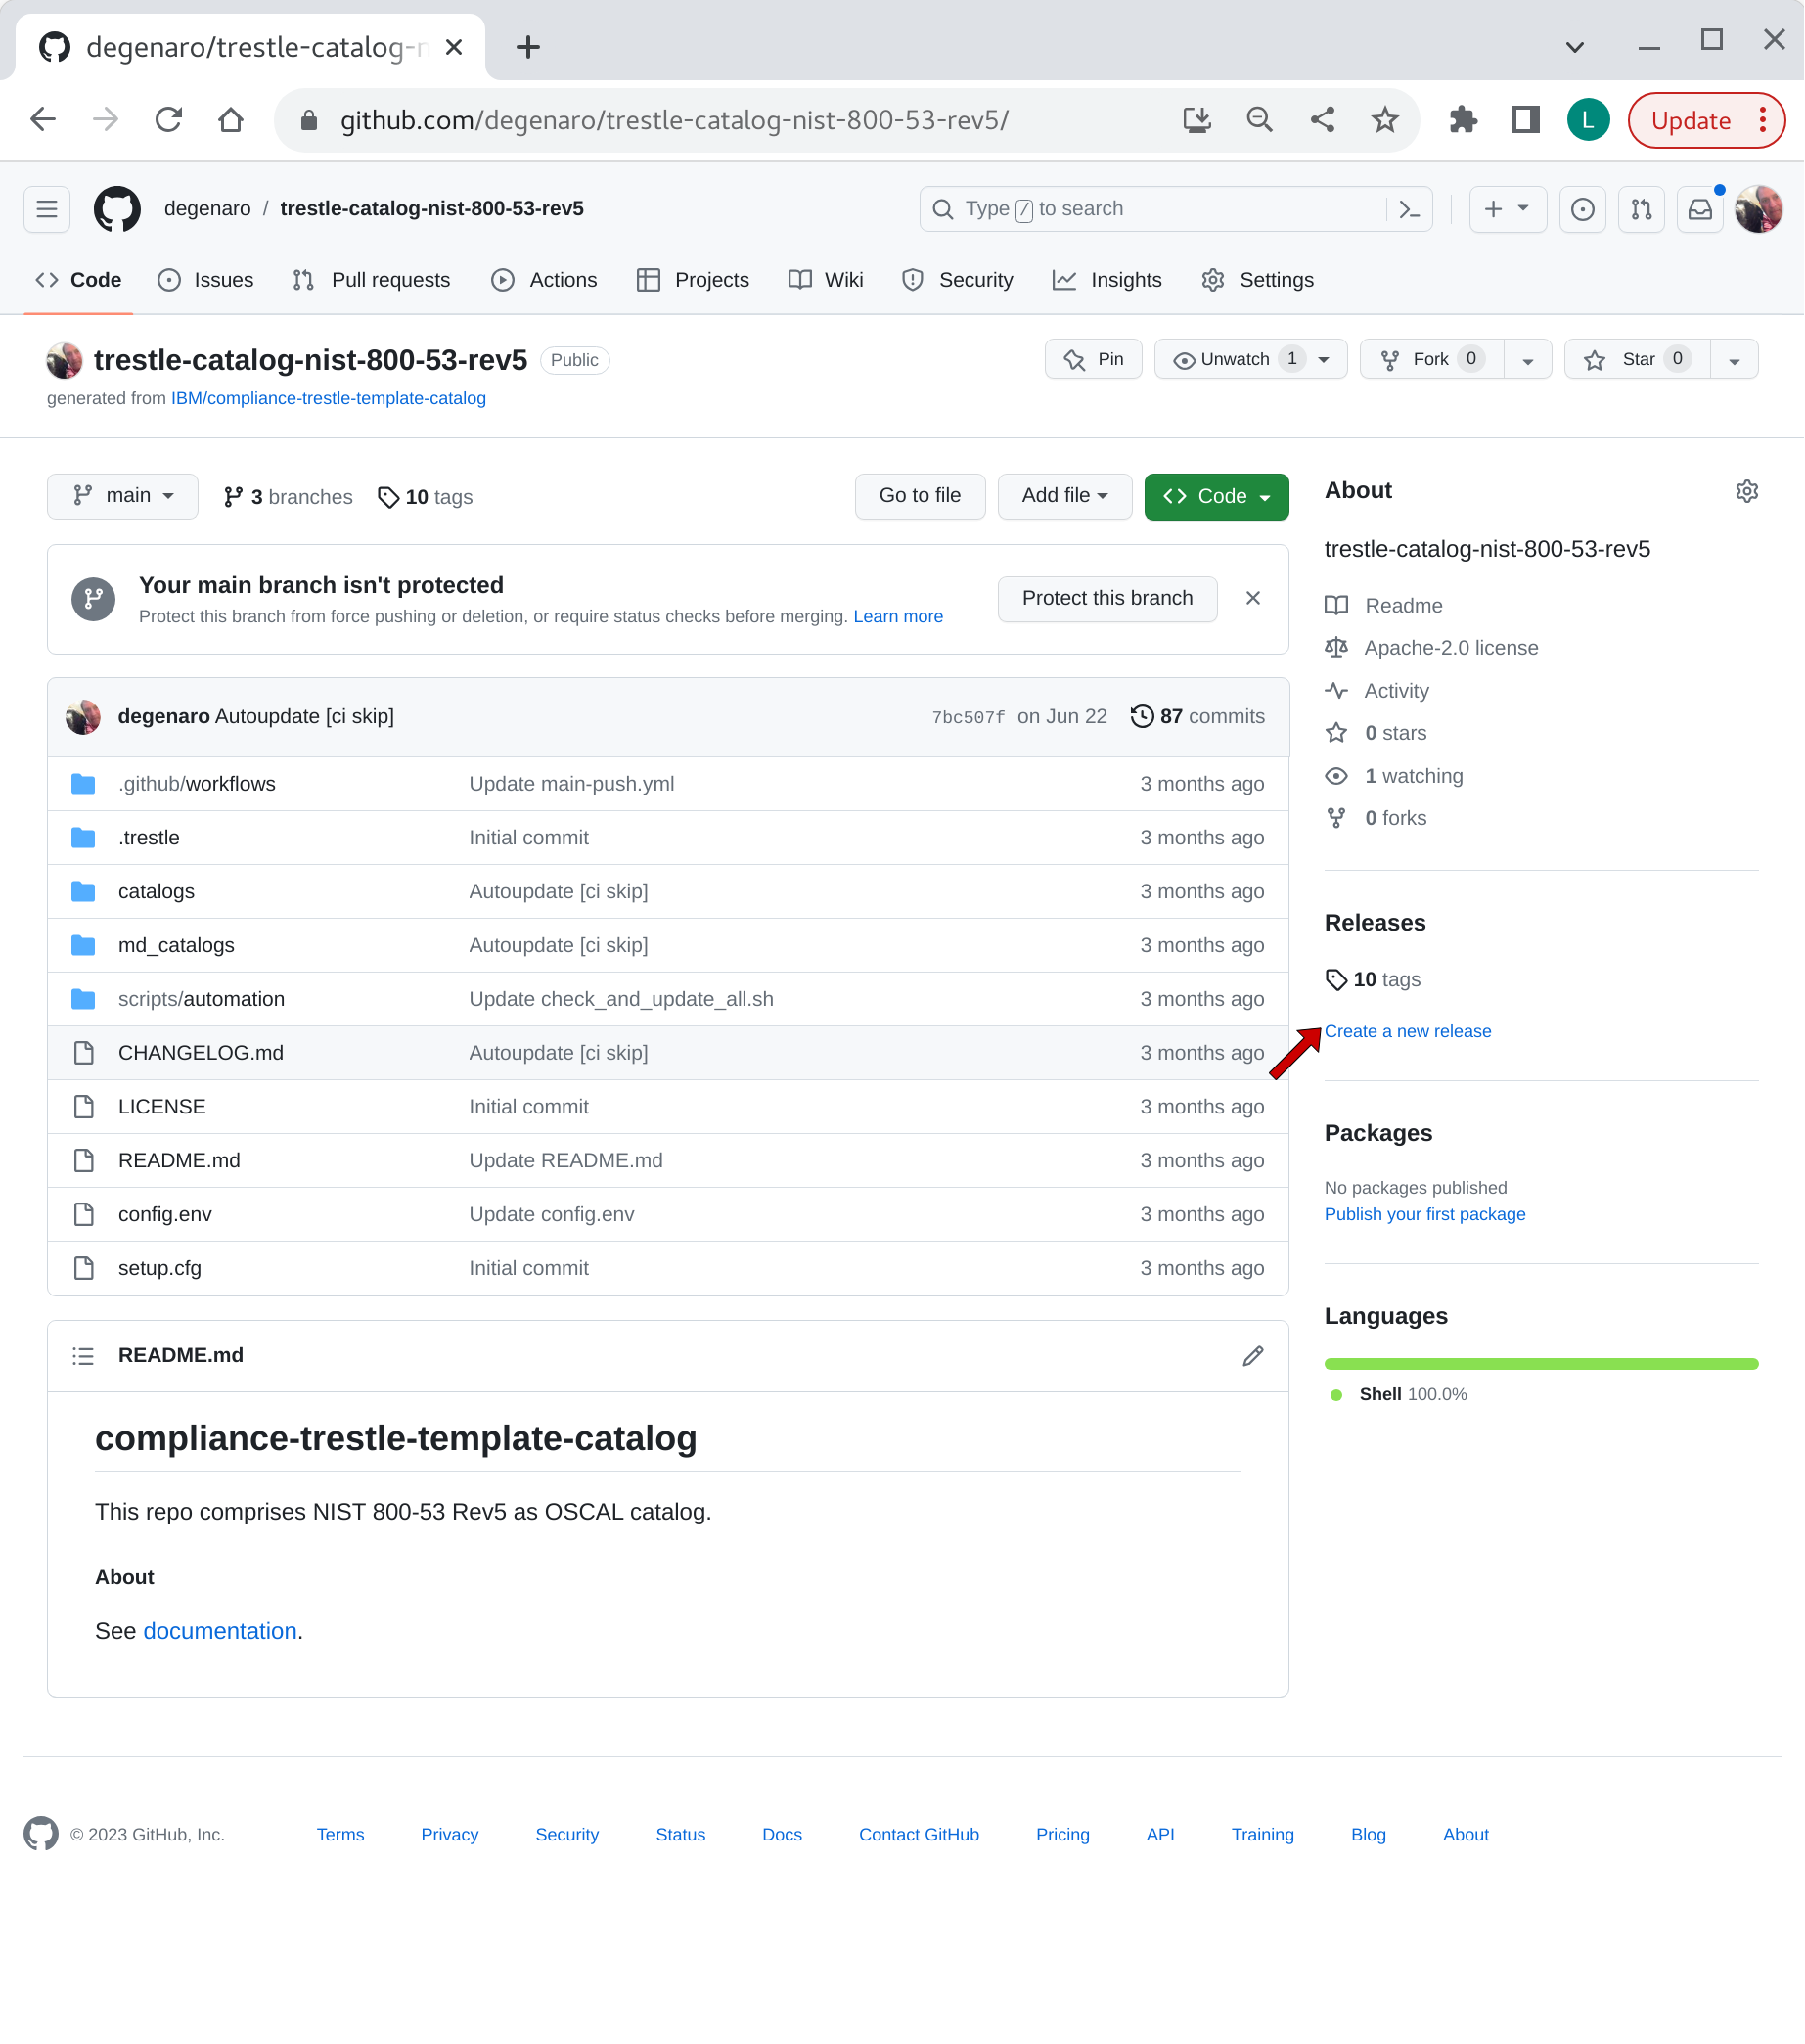 degenaro/trestle-catalog-n
github.com/degenaro/trestle-catalog-nist-800-53-rev5/
L
Update
degenaro / trestle-catalog-nist-800-53-rev5
Type / to search
Code Issues Pull requests Actions Projects Wiki Security Insights Settings
trestle-catalog-nist-800-53-rev5 Public
Pin Unwatch 1 Fork 0 Star 0
generated from IBM/compliance-trestle-template-catalog
main 3 branches 10 tags Go to file Add file Code
Your main branch isn't protected
Protect this branch from force pushing or deletion, or require status checks before merging. Learn more
Protect this branch
degenaro Autoupdate [ci skip] 7bc507f on Jun 22 87 commits
.github/workflows Update main-push.yml 3 months ago
.trestle Initial commit 3 months ago
catalogs Autoupdate [ci skip] 3 months ago
md_catalogs Autoupdate [ci skip] 3 months ago
scripts/automation Update check_and_update_all.sh 3 months ago
CHANGELOG.md Autoupdate [ci skip] 3 months ago
LICENSE Initial commit 3 months ago
README.md Update README.md 3 months ago
config.env Update config.env 3 months ago
setup.cfg Initial commit 3 months ago
README.md
compliance-trestle-template-catalog
This repo comprises NIST 800-53 Rev5 as OSCAL catalog.
About
See documentation.
About
trestle-catalog-nist-800-53-rev5
Readme
Apache-2.0 license
Activity
0 stars
1 watching
0 forks
Releases
10 tags
Create a new release
Packages
No packages published
Publish your first package
Languages
Shell 100.0%
© 2023 GitHub, Inc. Terms Privacy Security Status Docs Contact GitHub Pricing API Training Blog About